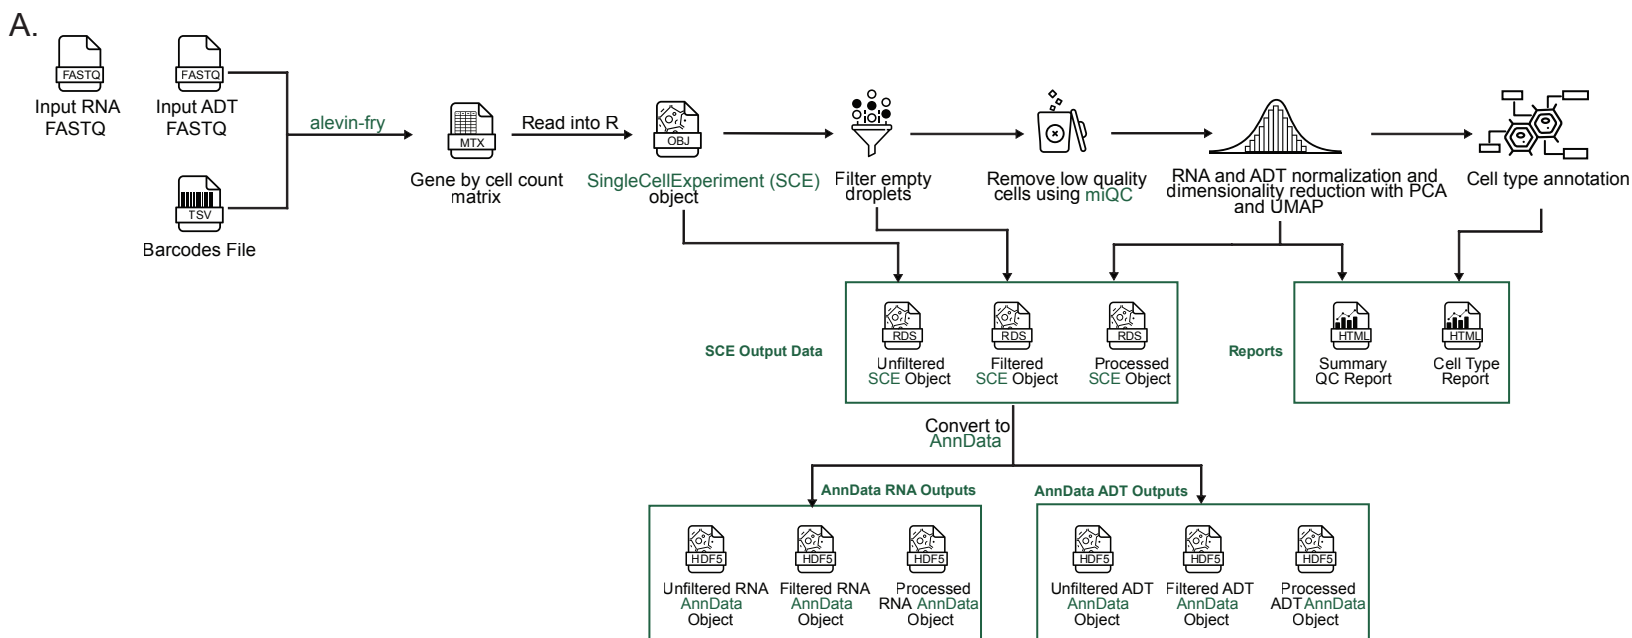 A.
FASTQ
Input RNA
FASTQ
FASTQ
Input ADT
FASTQ
TSV
Barcodes File
alevin-fry
MTX
Gene by cell count
matrix
Read into R
OBJ
SingleCellExperiment (SCE)
object
Filter empty
droplets
Remove low quality
cells using miQC
RNA and ADT normalization and
dimensionality reduction with PCA
and UMAP
Cell type annotation
SCE Output Data
RDS
Unfiltered
SCE Object
RDS
Filtered
SCE Object
RDS
Processed
SCE Object
Reports
HTML
Summary
QC Report
HTML
Cell Type
Report
Convert to
AnnData
AnnData RNA Outputs
HDF5
Unfiltered RNA
AnnData
Object
HDF5
Filtered RNA
AnnData
Object
HDF5
Processed
RNA AnnData
Object
AnnData ADT Outputs
HDF5
Unfiltered ADT
AnnData
Object
HDF5
Filtered ADT
AnnData
Object
HDF5
Processed
ADT AnnData
Object